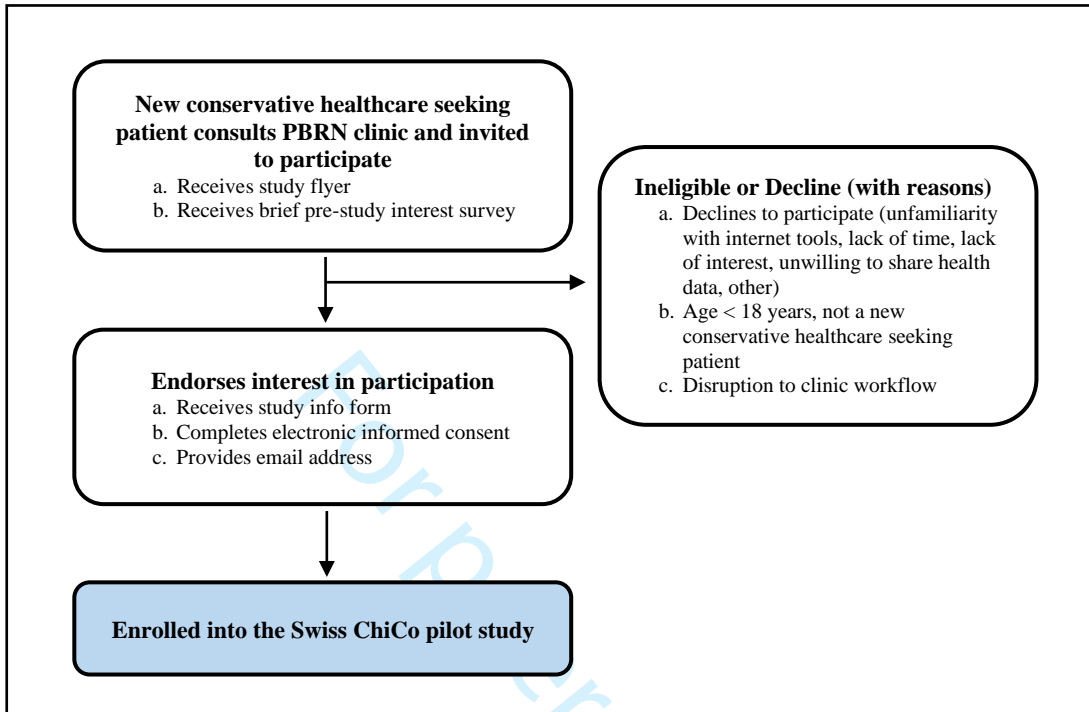 New conservative healthcare seeking
patient consults PBRN clinic and invited
to participate
a. Receives study flyer
b. Receives brief pre-study interest survey
Ineligible or Decline (with reasons)
a. Declines to participate (unfamiliarity
with internet tools, lack of time, lack
of interest, unwilling to share health
data, other)
b. Age < 18 years, not a new
conservative healthcare seeking
patient
c. Disruption to clinic workflow
Endorses interest in participation
a. Receives study info form
b. Completes electronic informed consent
c. Provides email address
Enrolled into the Swiss ChiCo pilot study
For per